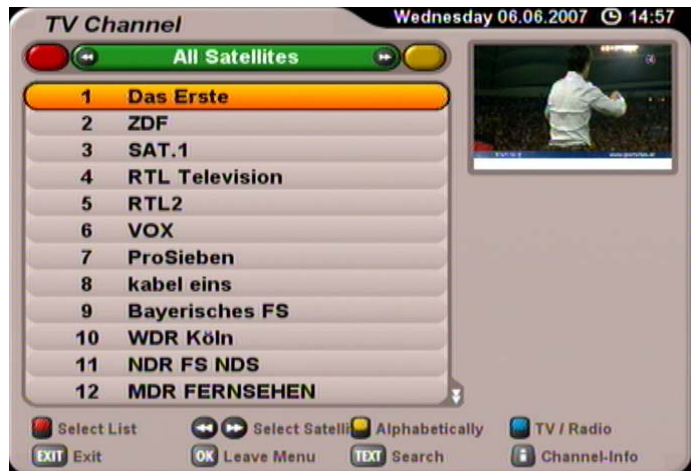 TV Channel
Wednesday 06.06.2007 14:57
All Satellites
1 Das Erste
2 ZDF
3 SAT.1
4 RTL Television
5 RTL2
6 VOX
7 ProSieben
8 kabel eins
9 Bayerisches FS
10 WDR Köln
11 NDR FS NDS
12 MDR FERNSEHEN
Select List Select Satelli Alphabetically TV / Radio
EXIT Exit OK Leave Menu TEXT Search i Channel-Info